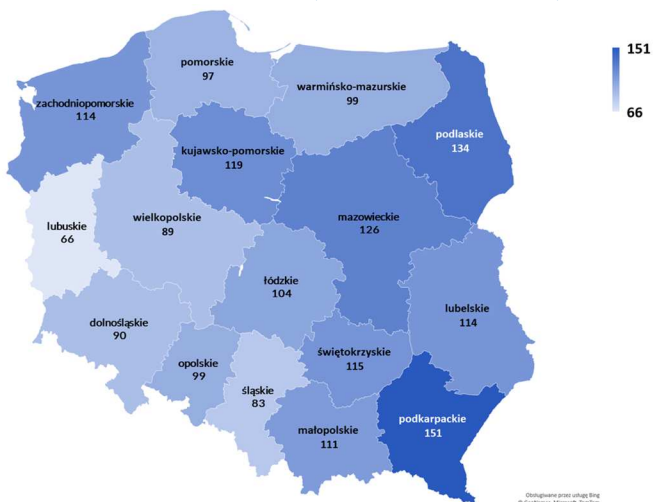 pomorskie
97
warmińsko-mazurskie
99
151
66
zachodniopomorskie
114
podlaskie
134
kujawsko-pomorskie
119
lubuskie
66
wielkopolskie
89
mazowieckie
126
łódzkie
104
lubelskie
114
dolnośląskie
90
opolskie
99
śląskie
83
świętokrzyskie
115
małopolskie
111
podkarpackie
151
Obsługiwane przez usługę Bing